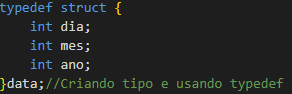 typedef struct {
    int dia;
    int mes;
    int ano;
}data;//Criando tipo e usando typedef